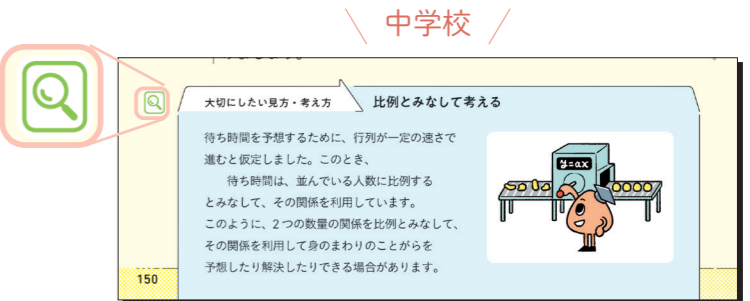 中学校
大切にしたい見方・考え方
比例とみなして考える
待ち時間を予想するために、行列が一定の速さで
進むと仮定しました。このとき、
待ち時間は、並んでいる人数に比例する
とみなして、その関係を利用しています。
このように、2つの数量の関係を比例とみなして、
その関係を利用して身のまわりのことがらを
予想したり解決したりできる場合があります。
y=ax
150